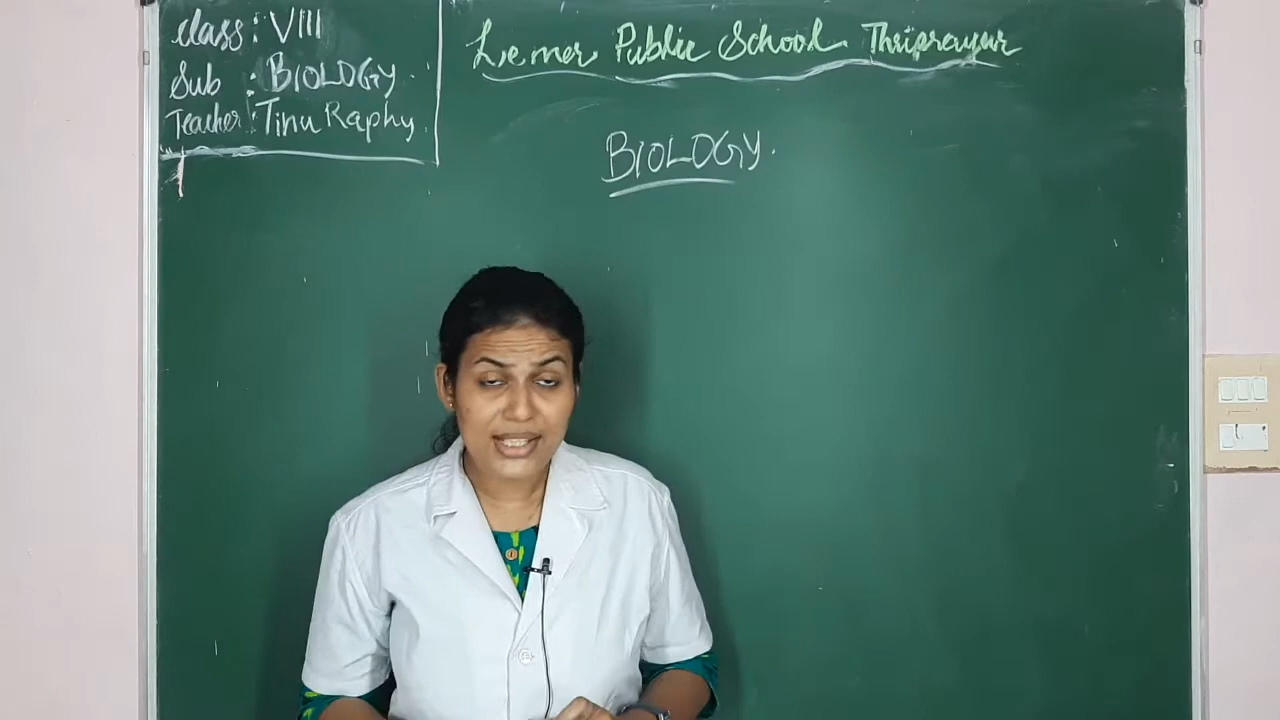 Class : VIII
Sub : BIOLOGY.
Teacher : Tinu Raphy
Lemer Public School Thriprayar
BIOLOGY.